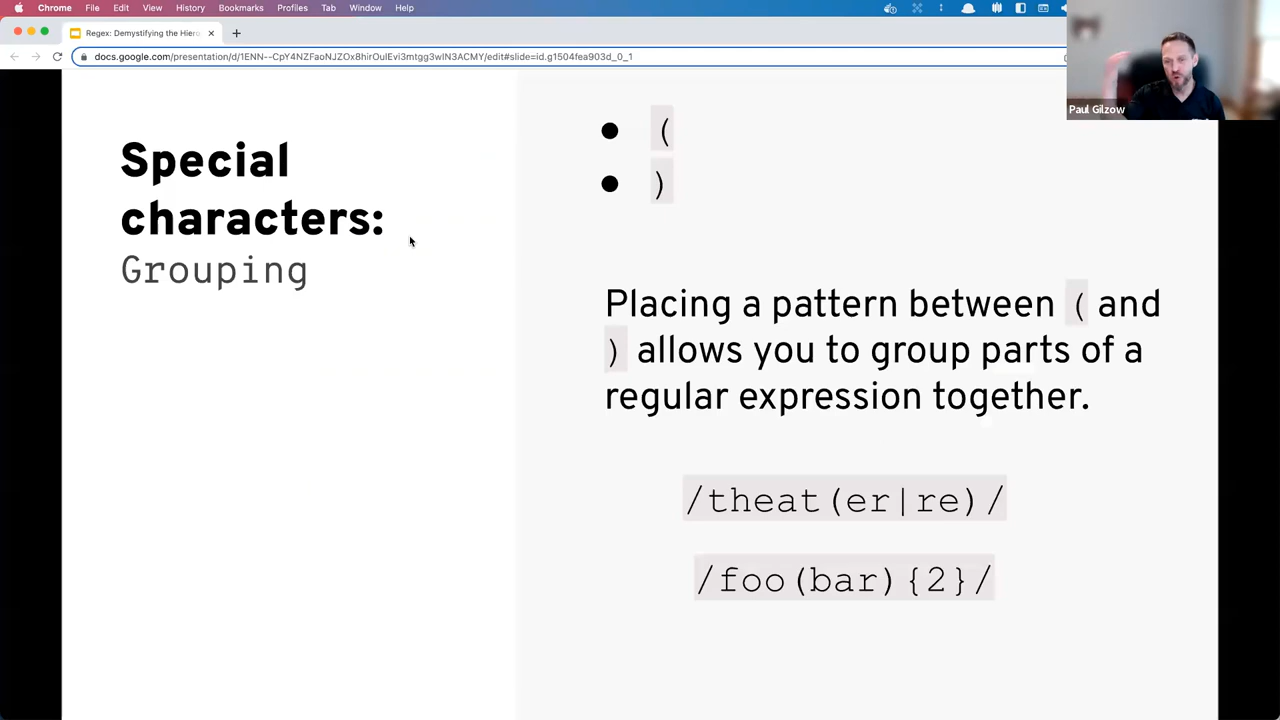 Chrome File Edit View History Bookmarks Profiles Tab Window Help
Regex: Demystifying the Hiero
docs.google.com/presentation/d/1ENN--CpY4NZFaoNJZOx8hirOulEvi3mtgg3wIN3ACMY/edit#slide=id.g1504fea903d_0_1
Paul Gilzow
Special
characters:
Grouping
(
)
Placing a pattern between ( and
) allows you to group parts of a
regular expression together.
/theat(er|re)/
/foo(bar){2}/